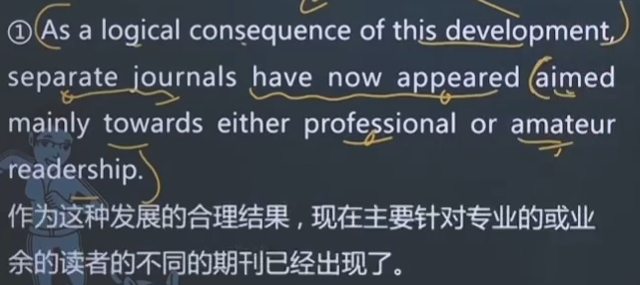 ①As a logical consequence of this development,
separate journals have now appeared aimed
mainly towards either professional or amateur
readership.
作为这种发展的合理结果，现在主要针对专业的或业
余的读者的不同的期刊已经出现了。